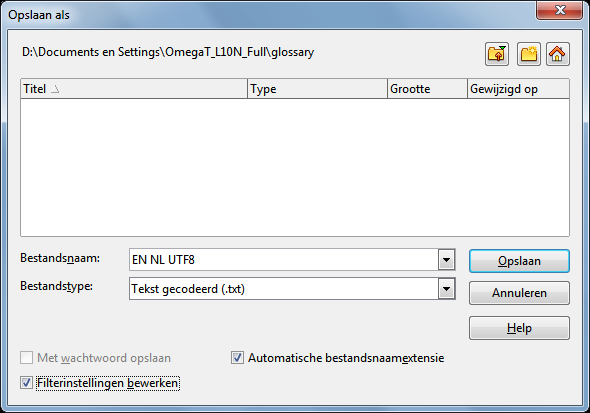 Opslaan als
D:\Documents en Settings\OmegaT_L10N_Full\glossary
Titel Type Grootte Gewijzigd op
Bestandsnaam: EN NL UTF8 Opslaan
Bestandstype: Tekst gecodeerd (.txt) Annuleren
Help
Met wachtwoord opslaan Automatische bestandsnaamextensie
Filterinstellingen bewerken